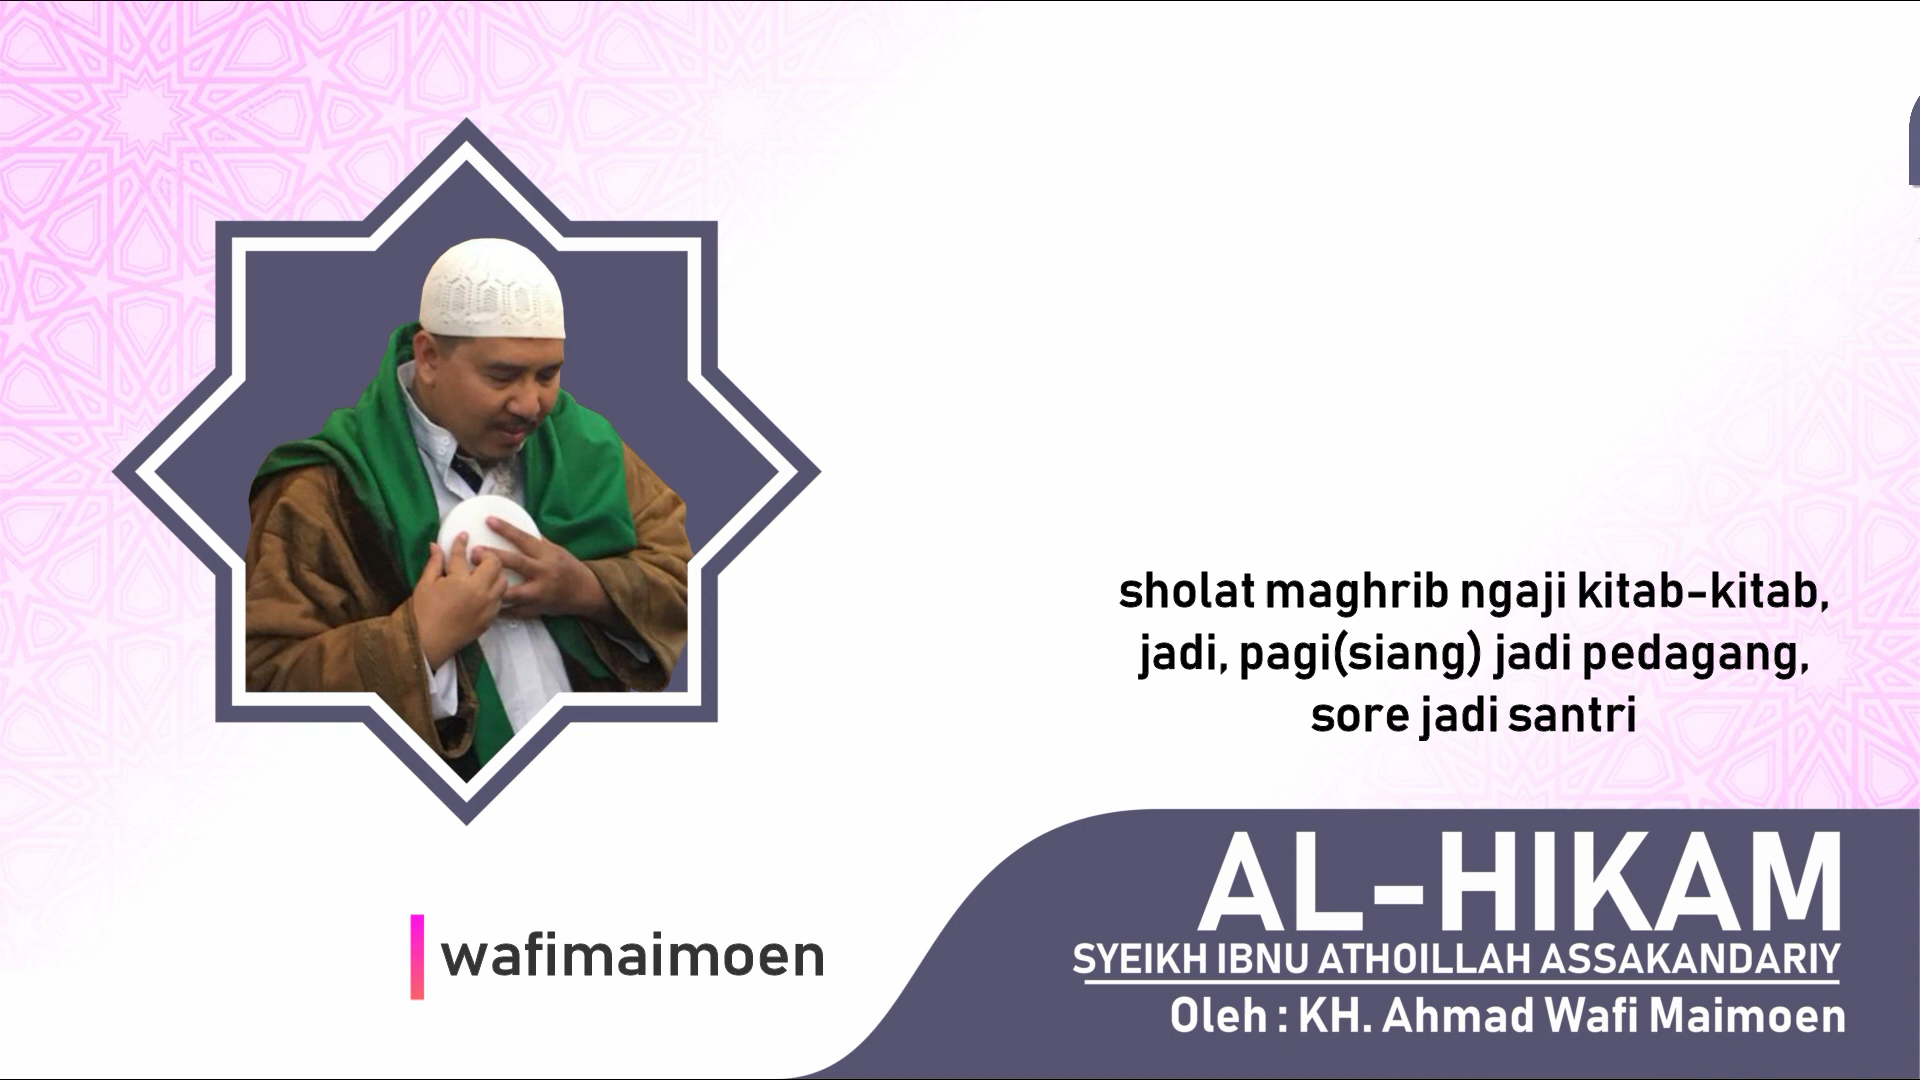 sholat maghrib ngaji kitab-kitab,
jadi, pagi(siang) jadi pedagang,
sore jadi santri
wafimaimoen
AL-HIKAM
SYEIKH IBNU ATHOILLAH ASSAKANDARIY
Oleh : KH. Ahmad Wafi Maimoen